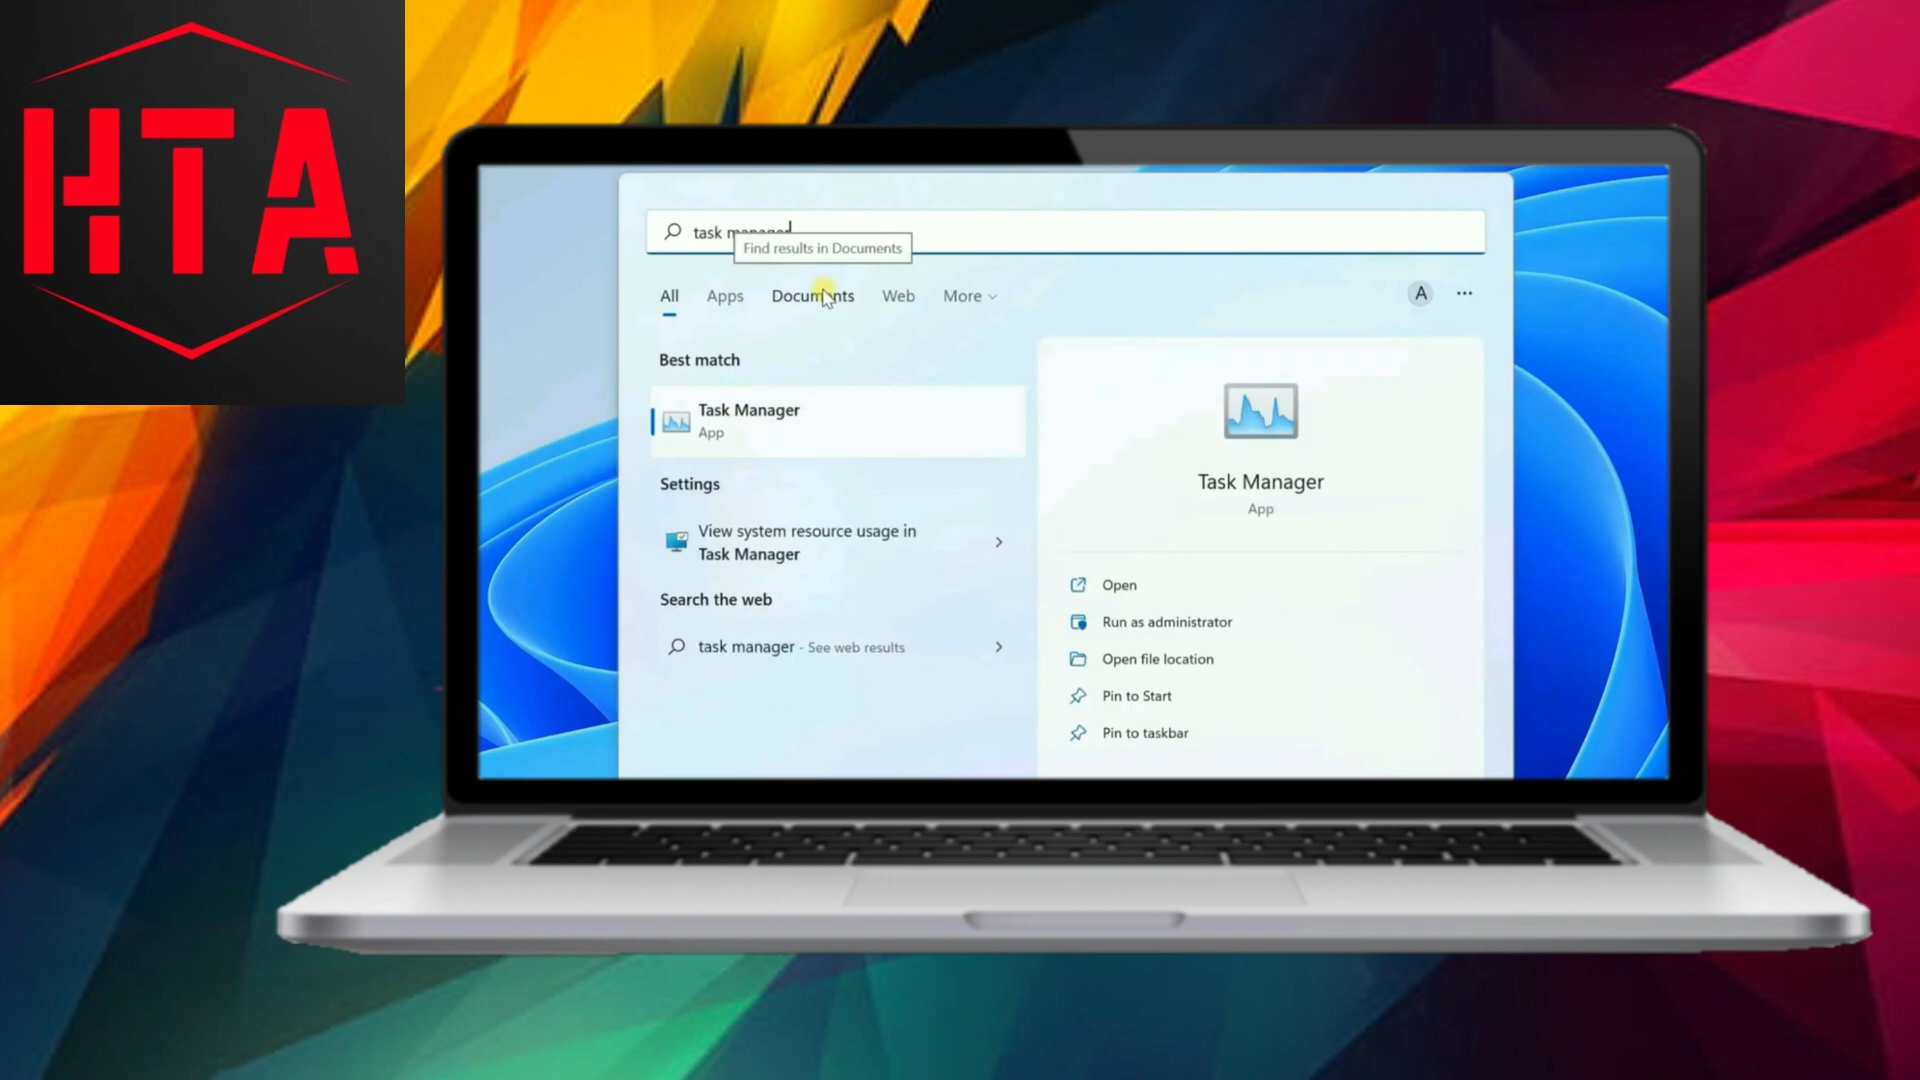 HTA
task manager
Find results in Documents
All Apps Documents Web More
A ...
Best match
Task Manager
App
Settings
View system resource usage in
Task Manager
Search the web
task manager - See web results
Task Manager
App
Open
Run as administrator
Open file location
Pin to Start
Pin to taskbar